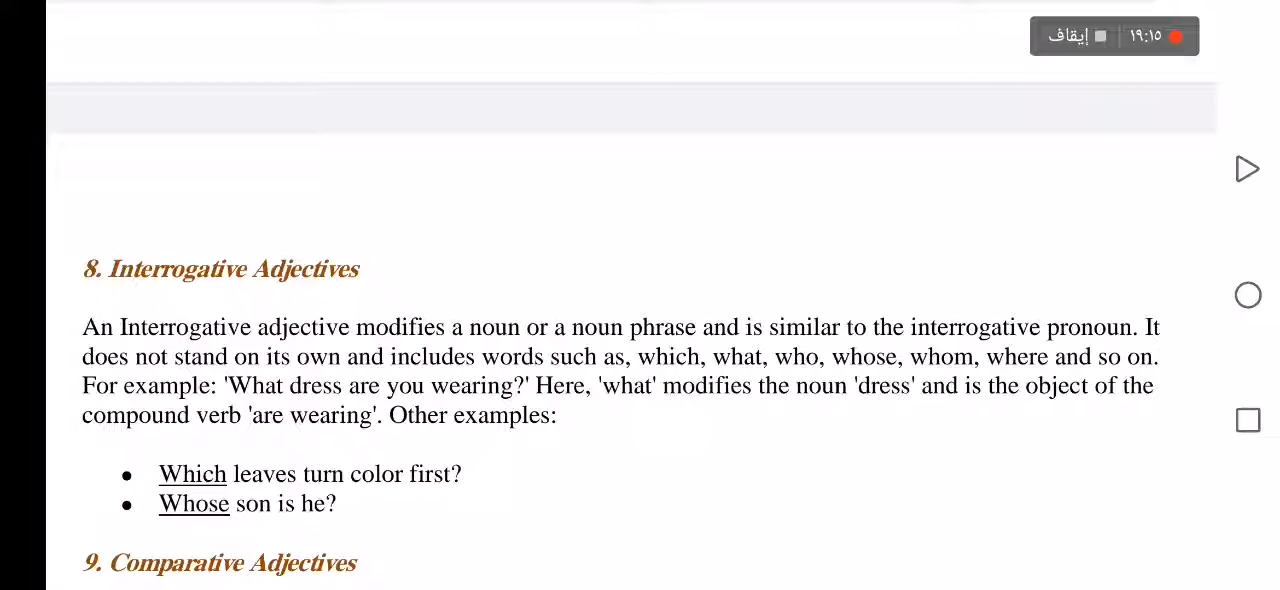 إيقاف ١٩:١٥
8. Interrogative Adjectives
An Interrogative adjective modifies a noun or a noun phrase and is similar to the interrogative pronoun. It
does not stand on its own and includes words such as, which, what, who, whose, whom, where and so on.
For example: 'What dress are you wearing?' Here, 'what' modifies the noun 'dress' and is the object of the
compound verb 'are wearing'. Other examples:
• Which leaves turn color first?
• Whose son is he?
9. Comparative Adjectives